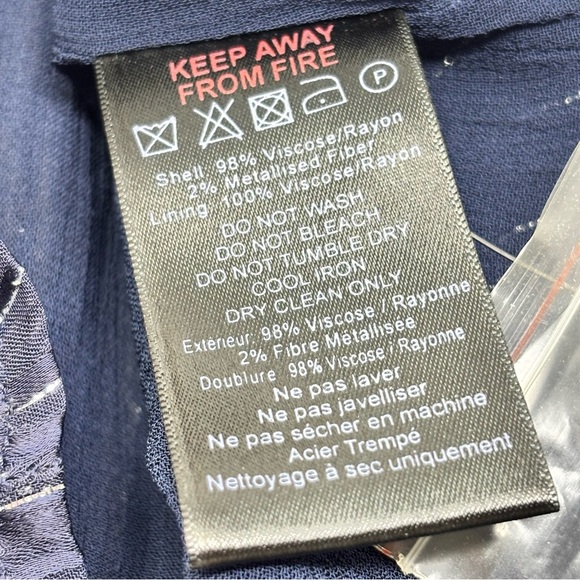 KEEP AWAY
FROM FIRE
P
Shell: 98% Viscose/Rayon
2% Metallised Fiber
Lining: 100% Viscose/Rayon
DO NOT WASH
DO NOT BLEACH
DO NOT TUMBLE DRY
COOL IRON
DRY CLEAN ONLY
Extérieur: 98% Viscose / Rayonne
2% Fibre Metallisée
Doublure :98% Viscose / Rayonne
Ne pas laver
Ne pas javelliser
Ne pas sécher en machine
Acier Trempé
Nettoyage à sec uniquement